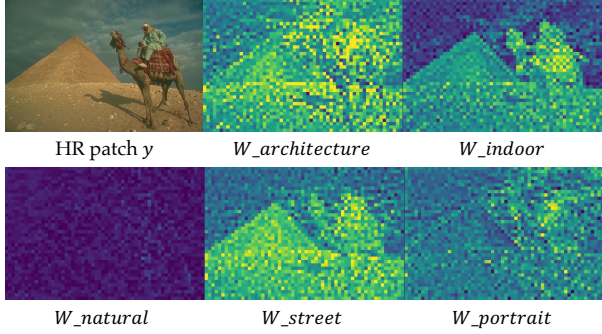 HR patch y
W_architecture
W_indoor
W_natural
W_street
W_portrait